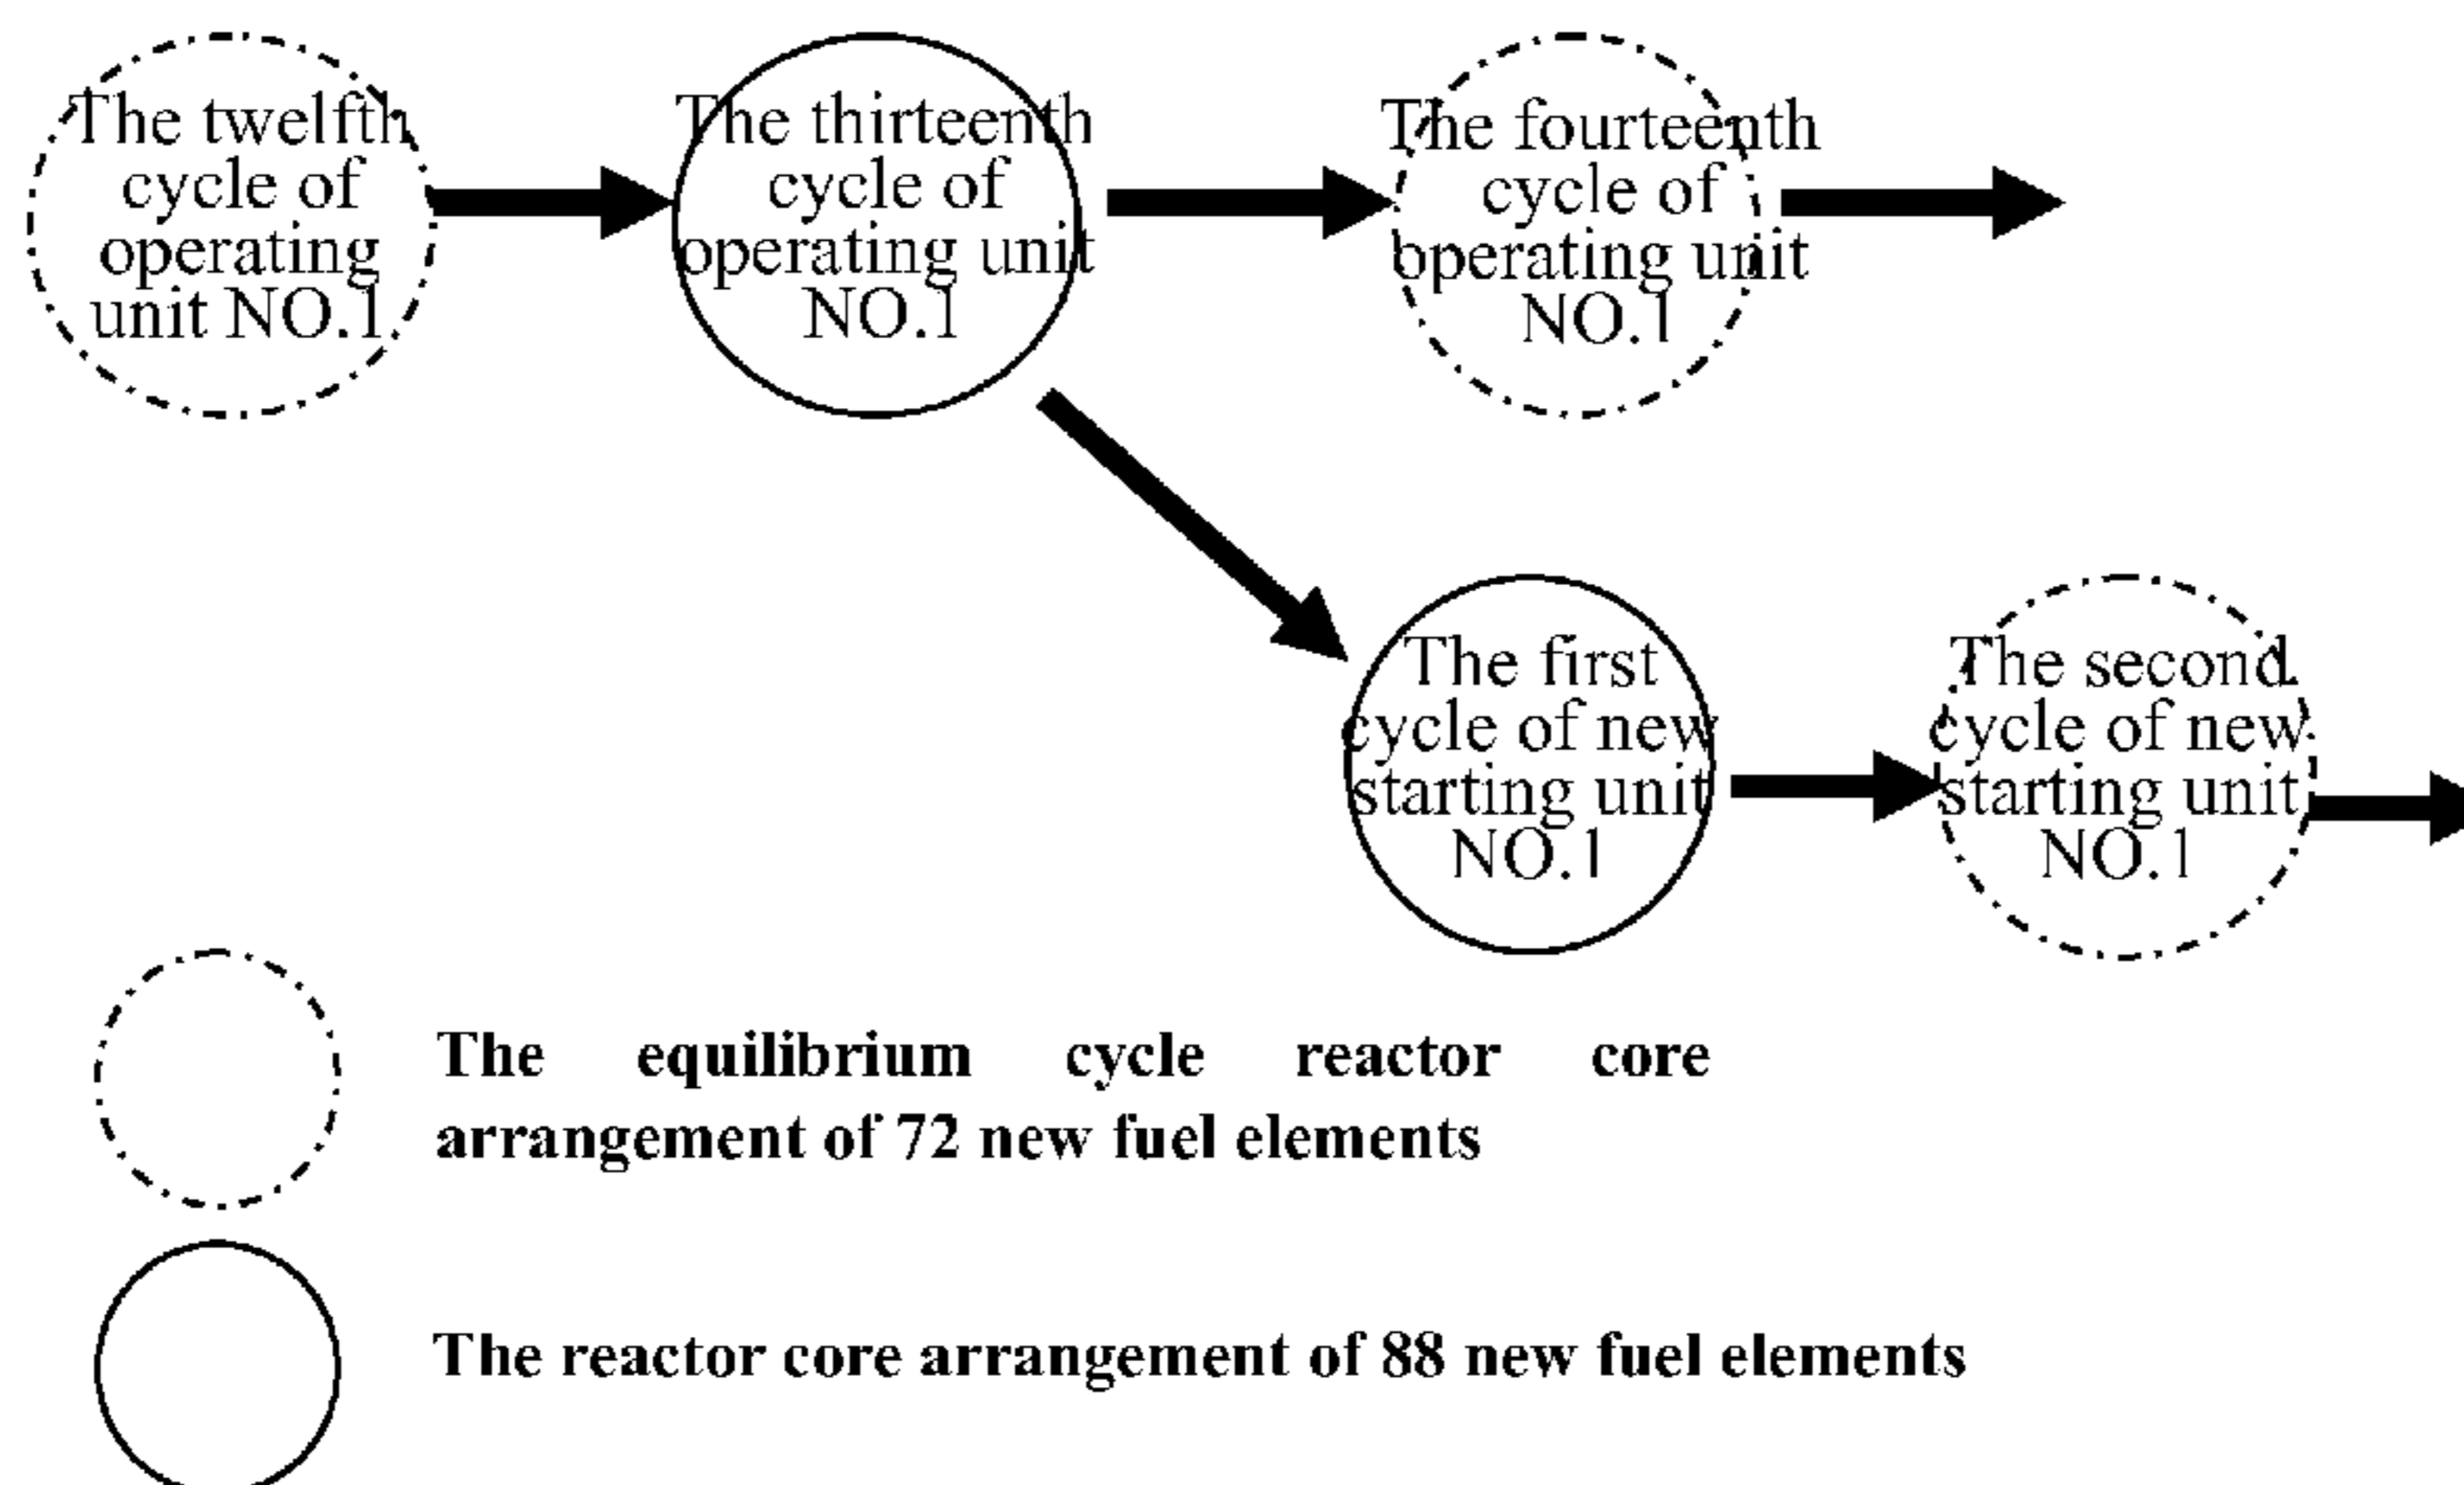 The twelfth
cycle of
operating
unit NO.1
The thirteenth
cycle of
operating unit
NO.1
The fourteenth
cycle of
operating unit
NO.1
The first
cycle of new
starting unit
NO.1
The second
cycle of new
starting unit
NO.1
The equilibrium cycle reactor core
arrangement of 72 new fuel elements
The reactor core arrangement of 88 new fuel elements